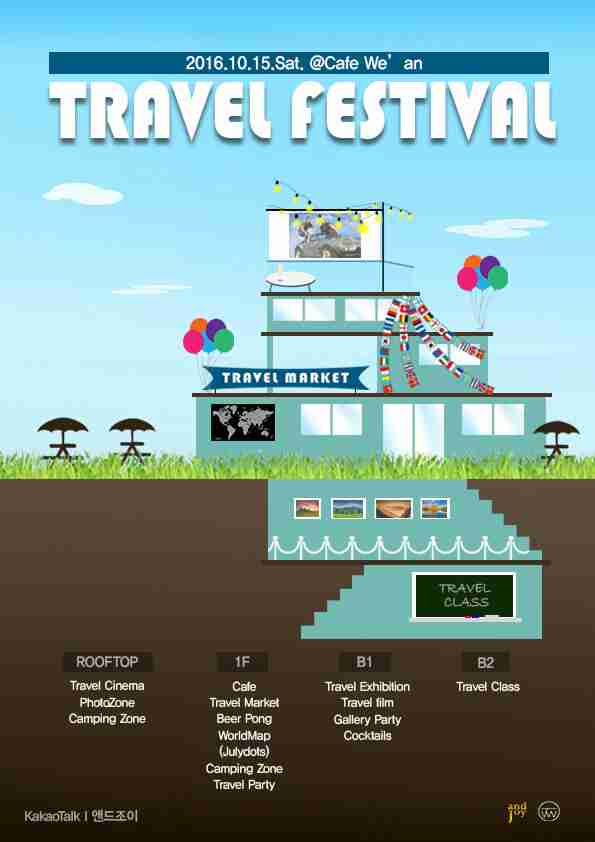 2016.10.15.Sat. @Cafe We’an
TRAVEL FESTIVAL
TRAVEL MARKET
TRAVEL
CLASS
ROOFTOP
Travel Cinema
PhotoZone
Camping Zone
1F
Cafe
Travel Market
Beer Pong
WorldMap
(Julydots)
Camping Zone
Travel Party
B1
Travel Exhibition
Travel film
Gallery Party
Cocktails
B2
Travel Class
KakaoTalk | 앤드조이
and
joy